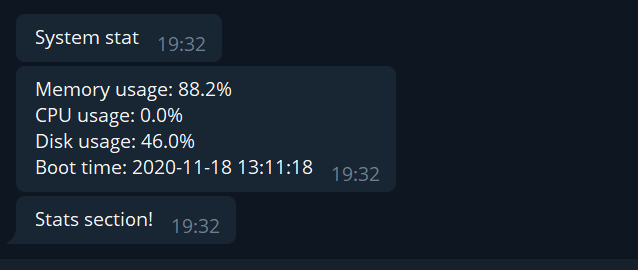 System stat 19:32
Memory usage: 88.2%
CPU usage: 0.0%
Disk usage: 46.0%
Boot time: 2020-11-18 13:11:18 19:32
Stats section! 19:32